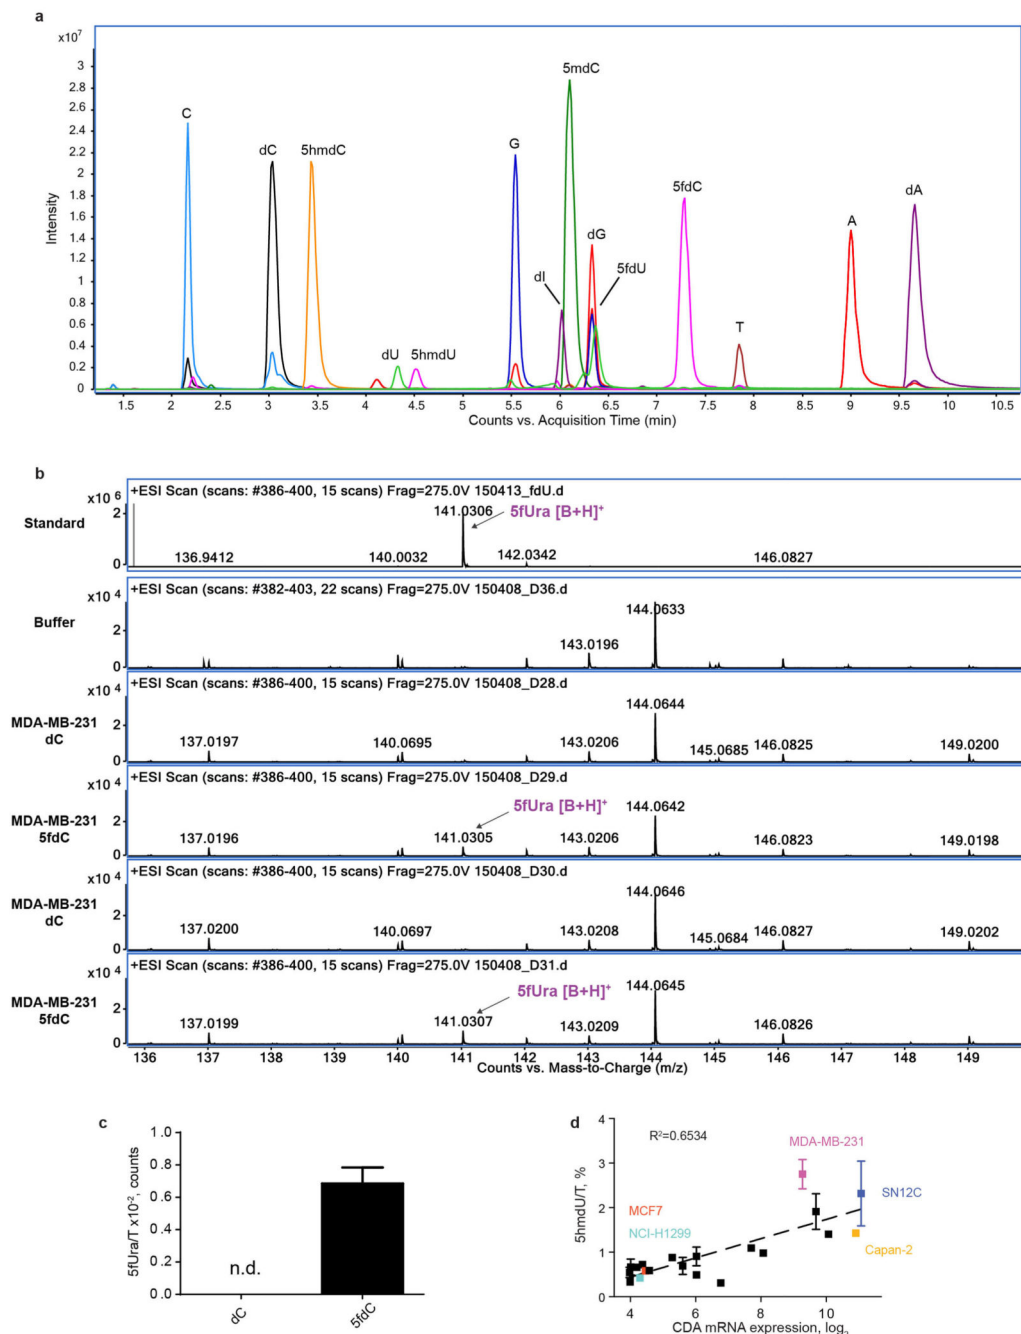 a
x10⁷
3
2.8
2.6
2.4
2.2
2
1.8
1.6
1.4
1.2
1
0.8
0.6
0.4
0.2
0
Intensity
C
dC
5hmdC
dU
5hmdU
G
dI
5mdC
dG
5fdU
5fdC
T
A
dA
1.5 2 2.5 3 3.5 4 4.5 5 5.5 6 6.5 7 7.5 8 8.5 9 9.5 10 10.5
Counts vs. Acquisition Time (min)
b
Standard
x10 6
2
0
+ESI Scan (scans: #386-400, 15 scans) Frag=275.0V 150413_fdU.d
141.0306
5fUra [B+H]⁺
136.9412 140.0032 142.0342 146.0827
Buffer
x10 4
2
0
+ESI Scan (scans: #382-403, 22 scans) Frag=275.0V 150408_D36.d
144.0633
143.0196
MDA-MB-231
dC
x10 4
2
0
+ESI Scan (scans: #386-400, 15 scans) Frag=275.0V 150408_D28.d
144.0644
137.0197 140.0695 143.0206 145.0685 146.0825 149.0200
MDA-MB-231
5fdC
x10 4
2
0
+ESI Scan (scans: #386-400, 15 scans) Frag=275.0V 150408_D29.d
5fUra [B+H]⁺
144.0642
137.0196 141.0305 143.0206 146.0823 149.0198
MDA-MB-231
dC
x10 4
2
0
+ESI Scan (scans: #386-400, 15 scans) Frag=275.0V 150408_D30.d
144.0646
137.0200 140.0697 143.0208 145.0684 146.0827 149.0202
MDA-MB-231
5fdC
x10 4
2
0
+ESI Scan (scans: #386-400, 15 scans) Frag=275.0V 150408_D31.d
5fUra [B+H]⁺
144.0645
137.0199 141.0307 143.0209 146.0826
136 137 138 139 140 141 142 143 144 145 146 147 148 149
Counts vs. Mass-to-Charge (m/z)
c
5fUra/T x10⁻², counts
1.0
0.8
0.6
0.4
0.2
0.0
n.d.
dC
5fdC
d
5hmdU/T, %
4
3
2
1
0
R²=0.6534
MDA-MB-231
SN12C
MCF7
NCI-H1299
Capan-2
4 6 8 10
CDA mRNA expression, log₂